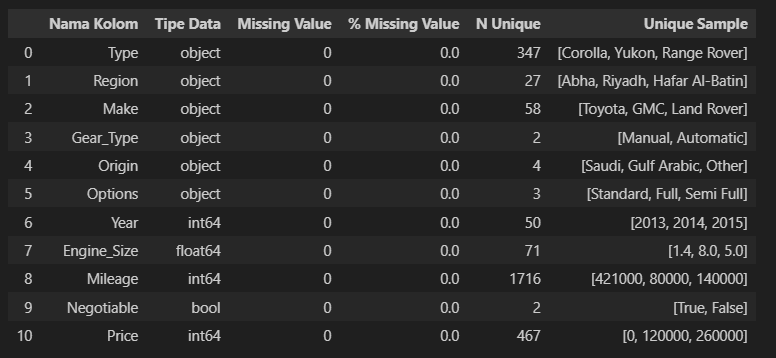 Nama Kolom Tipe Data Missing Value % Missing Value N Unique Unique Sample
0 Type object 0 0.0 347 [Corolla, Yukon, Range Rover]
1 Region object 0 0.0 27 [Abha, Riyadh, Hafar Al-Batin]
2 Make object 0 0.0 58 [Toyota, GMC, Land Rover]
3 Gear_Type object 0 0.0 2 [Manual, Automatic]
4 Origin object 0 0.0 4 [Saudi, Gulf Arabic, Other]
5 Options object 0 0.0 3 [Standard, Full, Semi Full]
6 Year int64 0 0.0 50 [2013, 2014, 2015]
7 Engine_Size float64 0 0.0 71 [1.4, 8.0, 5.0]
8 Mileage int64 0 0.0 1716 [421000, 80000, 140000]
9 Negotiable bool 0 0.0 2 [True, False]
10 Price int64 0 0.0 467 [0, 120000, 260000]